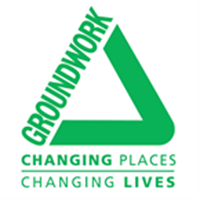 GROUNDWORK
CHANGING PLACES
CHANGING LIVES